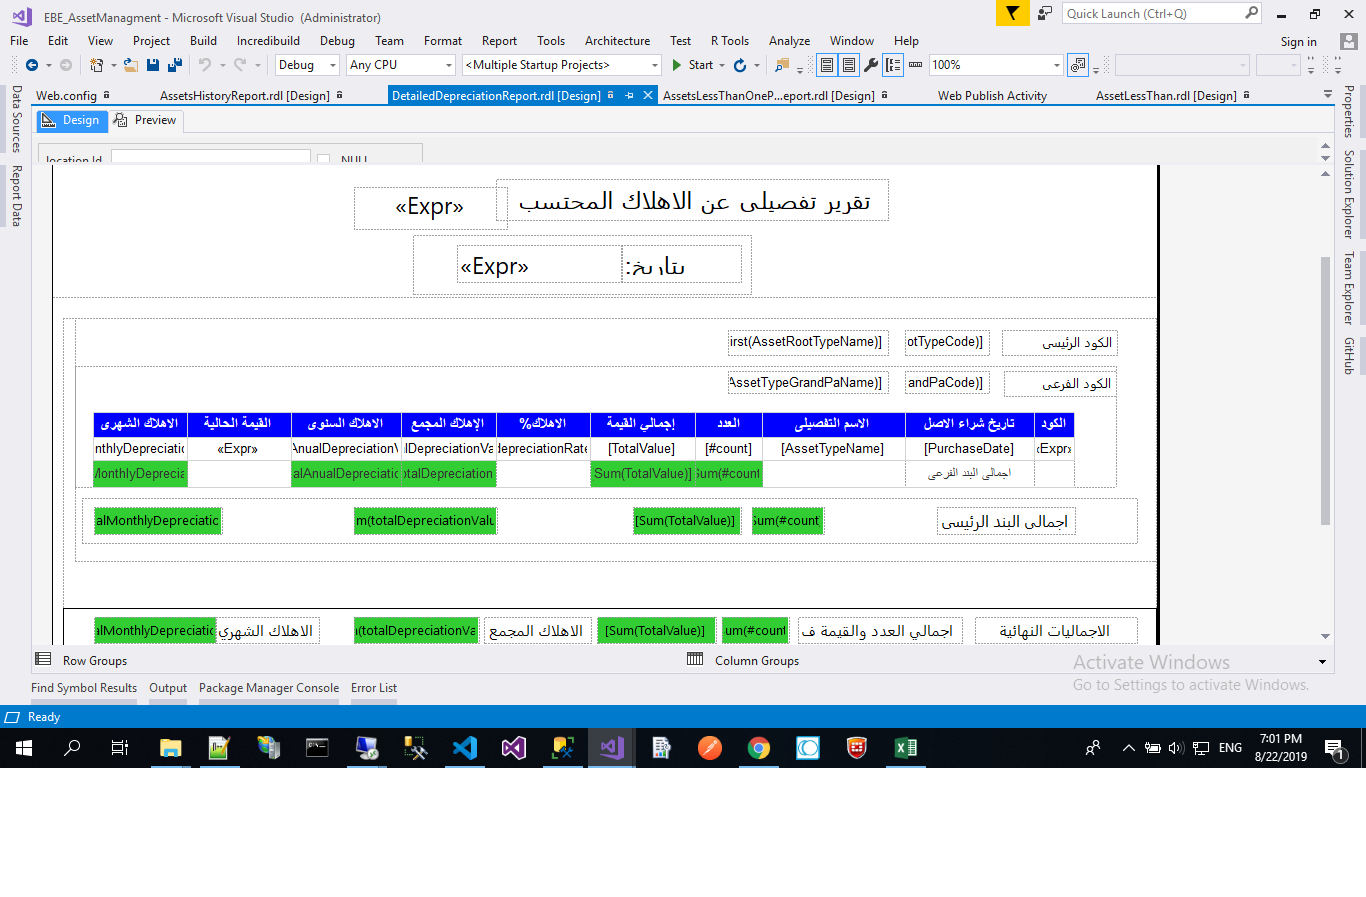 EBE_AssetManagment - Microsoft Visual Studio (Administrator)
Quick Launch (Ctrl+Q)
File Edit View Project Build Incredibuild Debug Team Format Report Tools Architecture Test R Tools Analyze Window Help
Sign in
Debug Any CPU <Multiple Startup Projects> Start 100%
Web.config AssetsHistoryReport.rdl [Design] DetailedDepreciationReport.rdl [Design] AssetsLessThanOneP...eport.rdl [Design] Web Publish Activity AssetLessThan.rdl [Design]
Design Preview
Data Sources
Report Data
Properties
Solution Explorer
Team Explorer
GitHub
location Id NULL
تقرير تفصيلى عن الاهلاك المحتسب «Expr»
بتاريخ: «Expr»
الكود الرئيسى otTypeCode)] irst(AssetRootTypeName)]
الكود الفرعى andPaCode)] AssetTypeGrandPaName)]
الكود تاريخ شراء الاصل الاسم التفصيلى العدد إجمالي القيمة الاهلاك% الإهلاك المجمع الاهلاك السنوى القيمة الحالية الاهلاك الشهرى
«Expr» [PurchaseDate] [AssetTypeName] [#count] [TotalValue] depreciationRate lDepreciationVa AnualDepreciationV «Expr» nthlyDepreciatic
اجمالى البند الفرعى Sum(#count Sum(TotalValue)] otalDepreciation alAnualDepreciatic MonthlyDeprecia
اجمالى البند الرئيسى Sum(#count [Sum(TotalValue)] m(totalDepreciationValu alMonthlyDepreciatic
الاجماليات النهائية اجمالي العدد والقيمة ف um(#count [Sum(TotalValue)] الاهلاك المجمع (totalDepreciationVa الاهلاك الشهري alMonthlyDepreciatic
Row Groups Column Groups
Activate Windows
Go to Settings to activate Windows.
Find Symbol Results Output Package Manager Console Error List
Ready
ENG 7:01 PM
8/22/2019
1